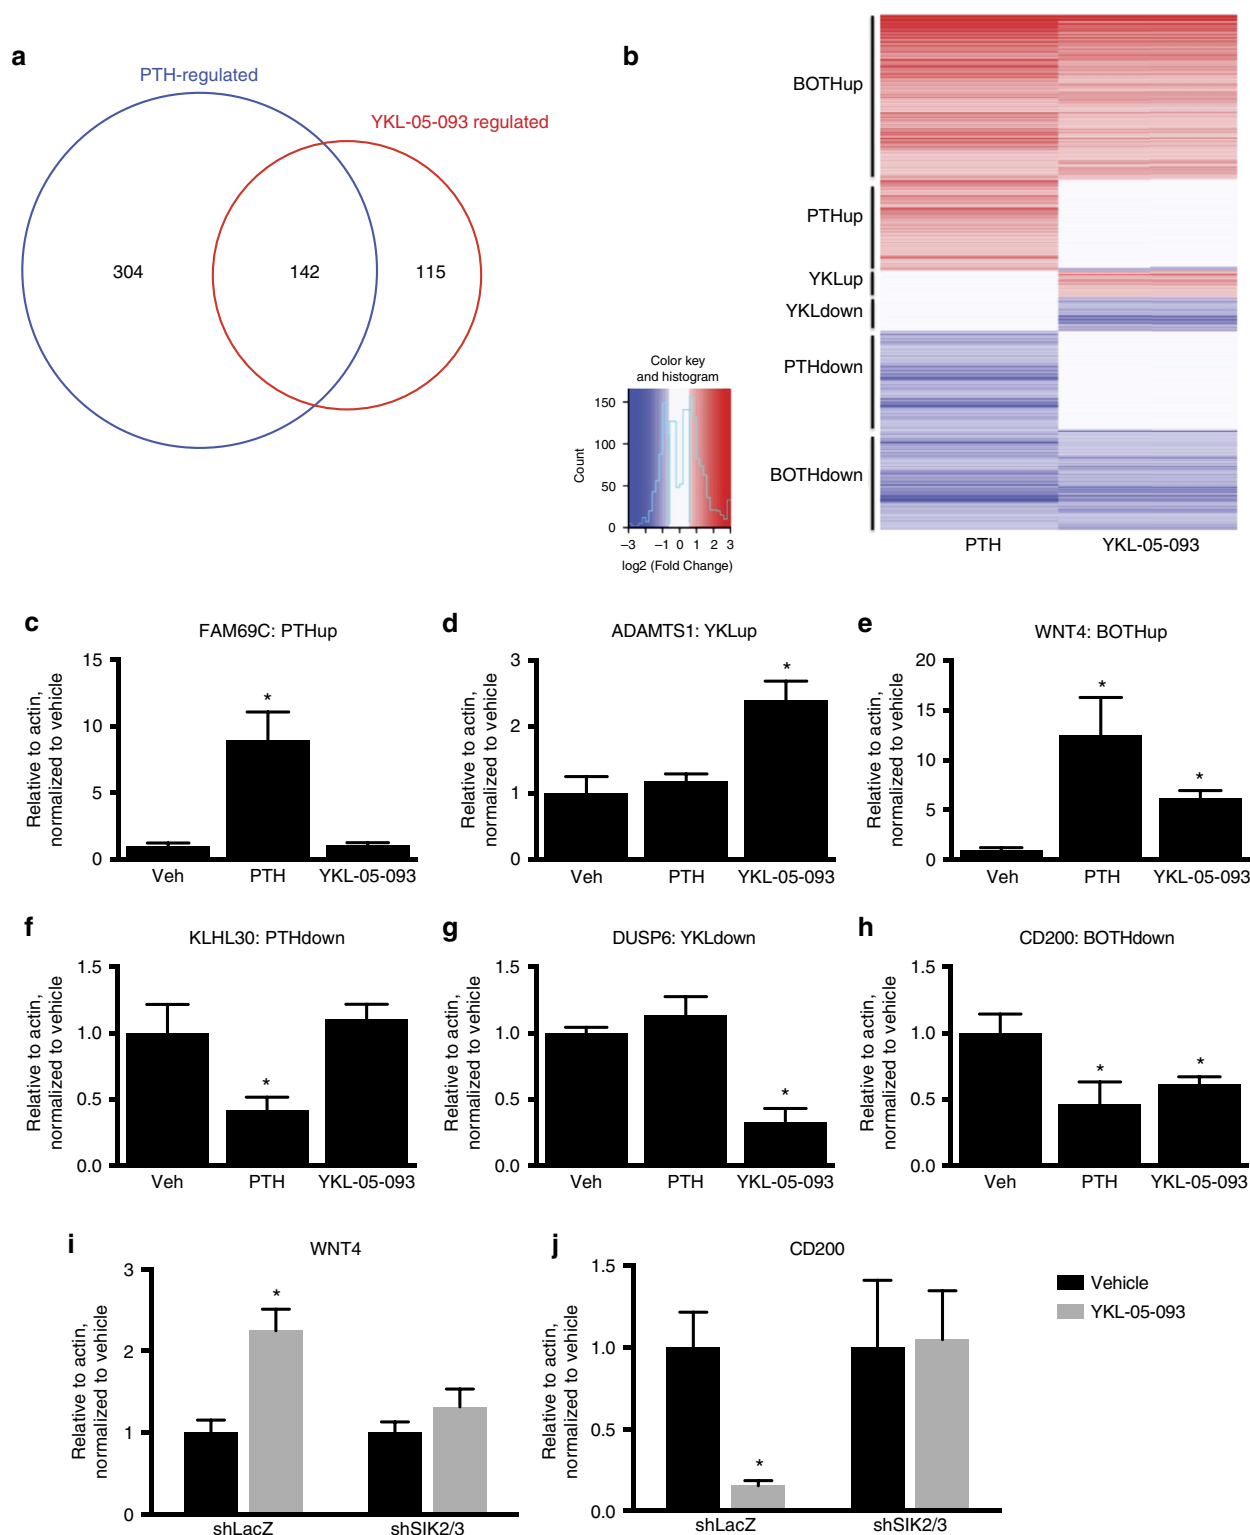 a
PTH-regulated
YKL-05-093 regulated
304
142
115
b
BOTHup
PTHup
YKLup
YKLdown
PTHdown
BOTHdown
PTH
YKL-05-093
Color key
and histogram
Count
150
100
50
0
−3
−1
0
1
2
3
log2 (Fold Change)
c
FAM69C: PTHup
Relative to actin,
normalized to vehicle
15
10
5
0
Veh
PTH
YKL-05-093
*
d
ADAMTS1: YKLup
Relative to actin,
normalized to vehicle
3
2
1
0
Veh
PTH
YKL-05-093
*
e
WNT4: BOTHup
Relative to actin,
normalized to vehicle
20
15
10
5
0
Veh
PTH
YKL-05-093
*
*
f
KLHL30: PTHdown
Relative to actin,
normalized to vehicle
1.5
1.0
0.5
0.0
Veh
PTH
YKL-05-093
*
g
DUSP6: YKLdown
Relative to actin,
normalized to vehicle
1.5
1.0
0.5
0.0
Veh
PTH
YKL-05-093
*
h
CD200: BOTHdown
Relative to actin,
normalized to vehicle
1.5
1.0
0.5
0.0
Veh
PTH
YKL-05-093
*
*
i
WNT4
Relative to actin,
normalized to vehicle
3
2
1
0
shLacZ
shSIK2/3
*
j
CD200
Relative to actin,
normalized to vehicle
1.5
1.0
0.5
0.0
shLacZ
shSIK2/3
*
Vehicle
YKL-05-093